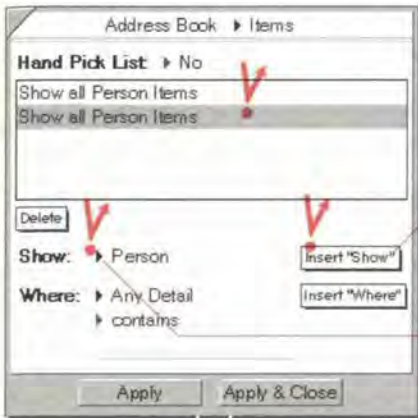 Address Book ▸ Items
Hand Pick List ▸ No
Show all Person Items
Show all Person Items
Delete
Show: ▸ Person
Insert "Show"
Where: ▸ Any Detail
Insert "Where"
▸ contains
Apply
Apply & Close